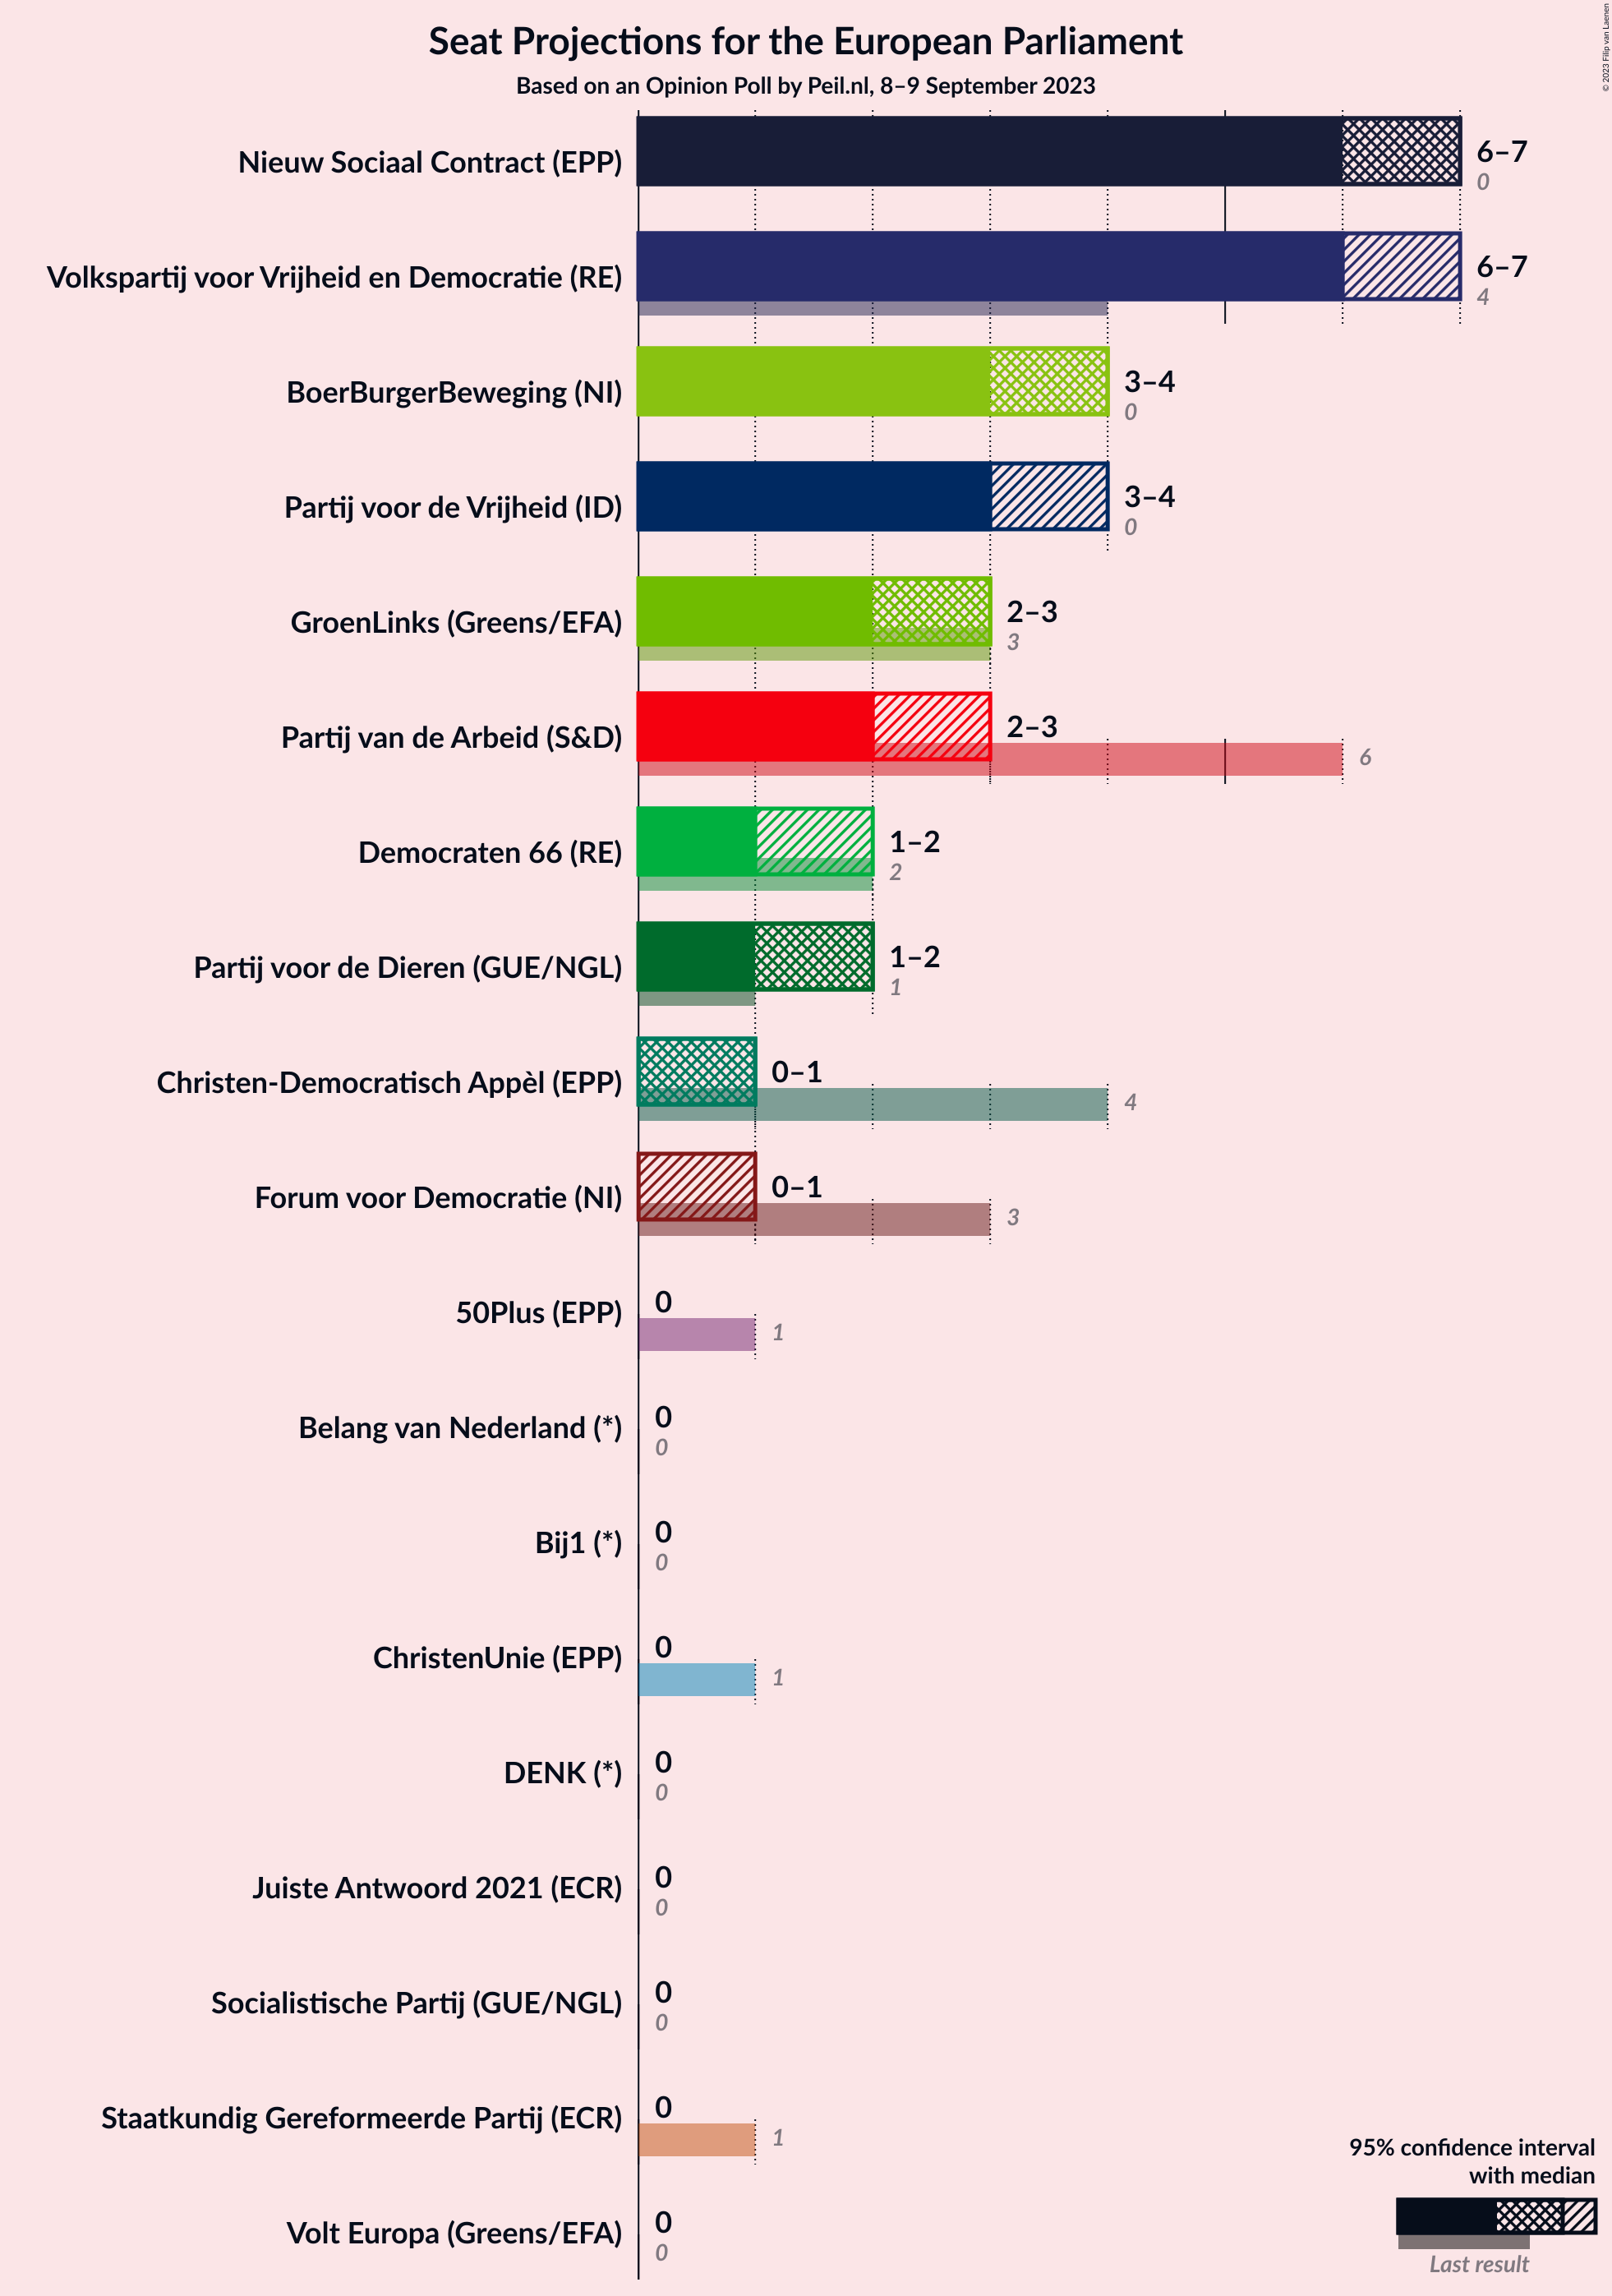 Seat Projections for the European Parliament
Based on an Opinion Poll by Peil.nl, 8–9 September 2023
© 2023 Filip van Laenen
Nieuw Sociaal Contract (EPP)
6–7
0
Volkspartij voor Vrijheid en Democratie (RE)
6–7
4
BoerBurgerBeweging (NI)
3–4
0
Partij voor de Vrijheid (ID)
3–4
0
GroenLinks (Greens/EFA)
2–3
3
Partij van de Arbeid (S&D)
2–3
6
Democraten 66 (RE)
1–2
2
Partij voor de Dieren (GUE/NGL)
1–2
1
Christen-Democratisch Appèl (EPP)
0–1
4
Forum voor Democratie (NI)
0–1
3
50Plus (EPP)
0
1
Belang van Nederland (*)
0
0
Bij1 (*)
0
0
ChristenUnie (EPP)
0
1
DENK (*)
0
0
Juiste Antwoord 2021 (ECR)
0
0
Socialistische Partij (GUE/NGL)
0
0
Staatkundig Gereformeerde Partij (ECR)
0
1
Volt Europa (Greens/EFA)
0
0
95% confidence interval
with median
Last result